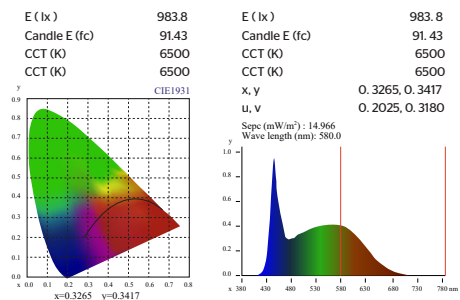 E ( lx ) 983.8
Candle E (fc) 91.43
CCT (K) 6500
CCT (K) 6500
y CIE1931
0.9
0.8
0.7
0.6
0.5
0.4
0.3
0.2
0.1
0.0
x 0.0 0.1 0.2 0.3 0.4 0.5 0.6 0.7 0.8
x=0.3265 y=0.3417
E ( lx ) 983. 8
Candle E (fc) 91. 43
CCT (K) 6500
x, y 0. 3265, 0. 3417
u, v 0. 2025, 0. 3180
Sepc (mW/m²) : 14.966
Wave length (nm): 580.0
y
1.0
0.8
0.6
0.4
0.2
0.0
x 380 430 480 530 580 630 680 730 780 nm